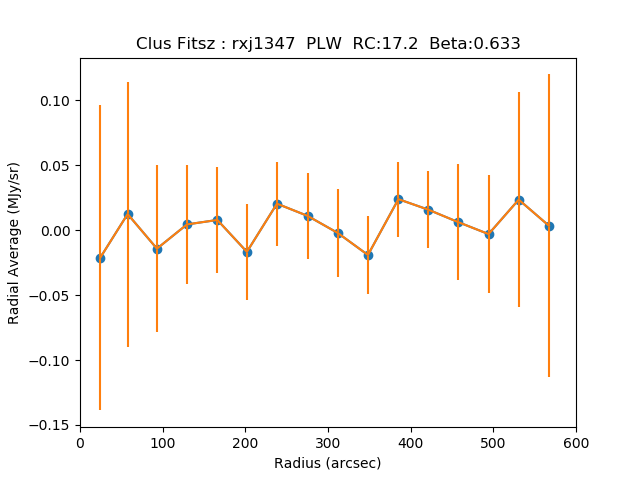 Clus Fitsz : rxj1347  PLW  RC:17.2  Beta:0.633
Radial Average (MJy/sr)
0.10
0.05
0.00
−0.05
−0.10
−0.15
0 100 200 300 400 500 600
Radius (arcsec)